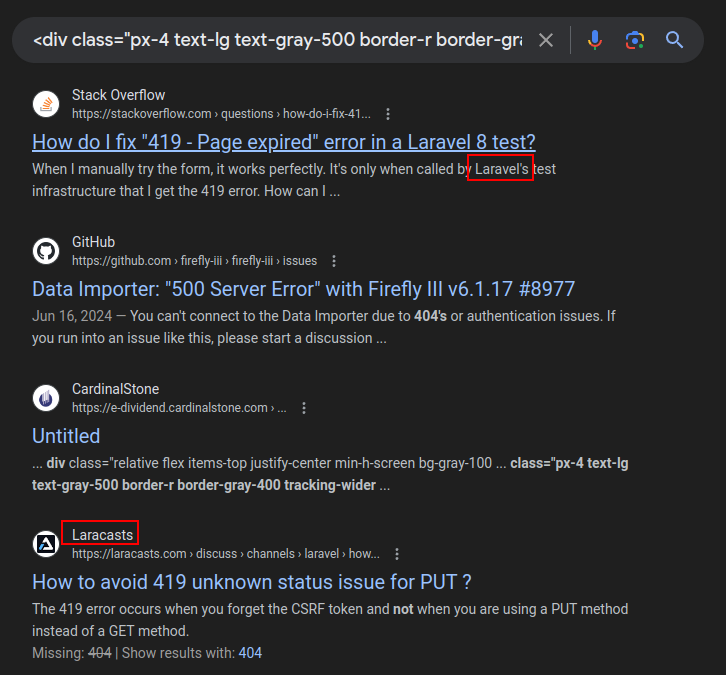 <div class="px-4 text-lg text-gray-500 border-r border-gra
Stack Overflow
https://stackoverflow.com › questions › how-do-i-fix-41...
How do I fix "419 - Page expired" error in a Laravel 8 test?
When I manually try the form, it works perfectly. It's only when called by Laravel's test
infrastructure that I get the 419 error. How can I ...
GitHub
https://github.com › firefly-iii › firefly-iii › issues
Data Importer: "500 Server Error" with Firefly III v6.1.17 #8977
Jun 16, 2024 — You can't connect to the Data Importer due to 404's or authentication issues. If
you run into an issue like this, please start a discussion ...
CardinalStone
https://e-dividend.cardinalstone.com › ...
Untitled
... div class="relative flex items-top justify-center min-h-screen bg-gray-100 ... class="px-4 text-lg
text-gray-500 border-r border-gray-400 tracking-wider ...
Laracasts
https://laracasts.com › discuss › channels › laravel › how...
How to avoid 419 unknown status issue for PUT ?
The 419 error occurs when you forget the CSRF token and not when you are using a PUT method
instead of a GET method.
Missing: 404 | Show results with: 404